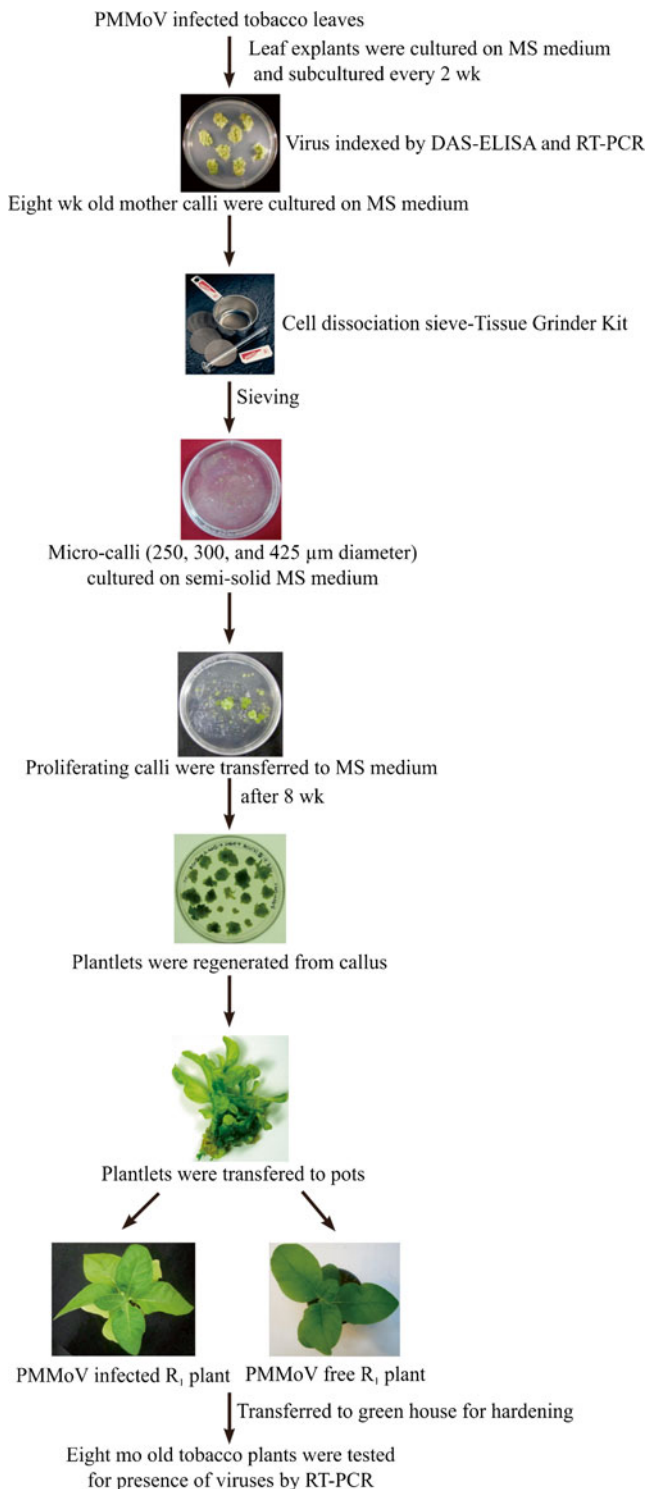 PMMoV infected tobacco leaves
Leaf explants were cultured on MS medium
and subcultured every 2 wk
Virus indexed by DAS-ELISA and RT-PCR
Eight wk old mother calli were cultured on MS medium
Cell dissociation sieve-Tissue Grinder Kit
Sieving
Micro-calli (250, 300, and 425 μm diameter)
cultured on semi-solid MS medium
Proliferating calli were transferred to MS medium
after 8 wk
Plantlets were regenerated from callus
Plantlets were transfered to pots
PMMoV infected R₁ plant
PMMoV free R₁ plant
Transferred to green house for hardening
Eight mo old tobacco plants were tested
for presence of viruses by RT-PCR